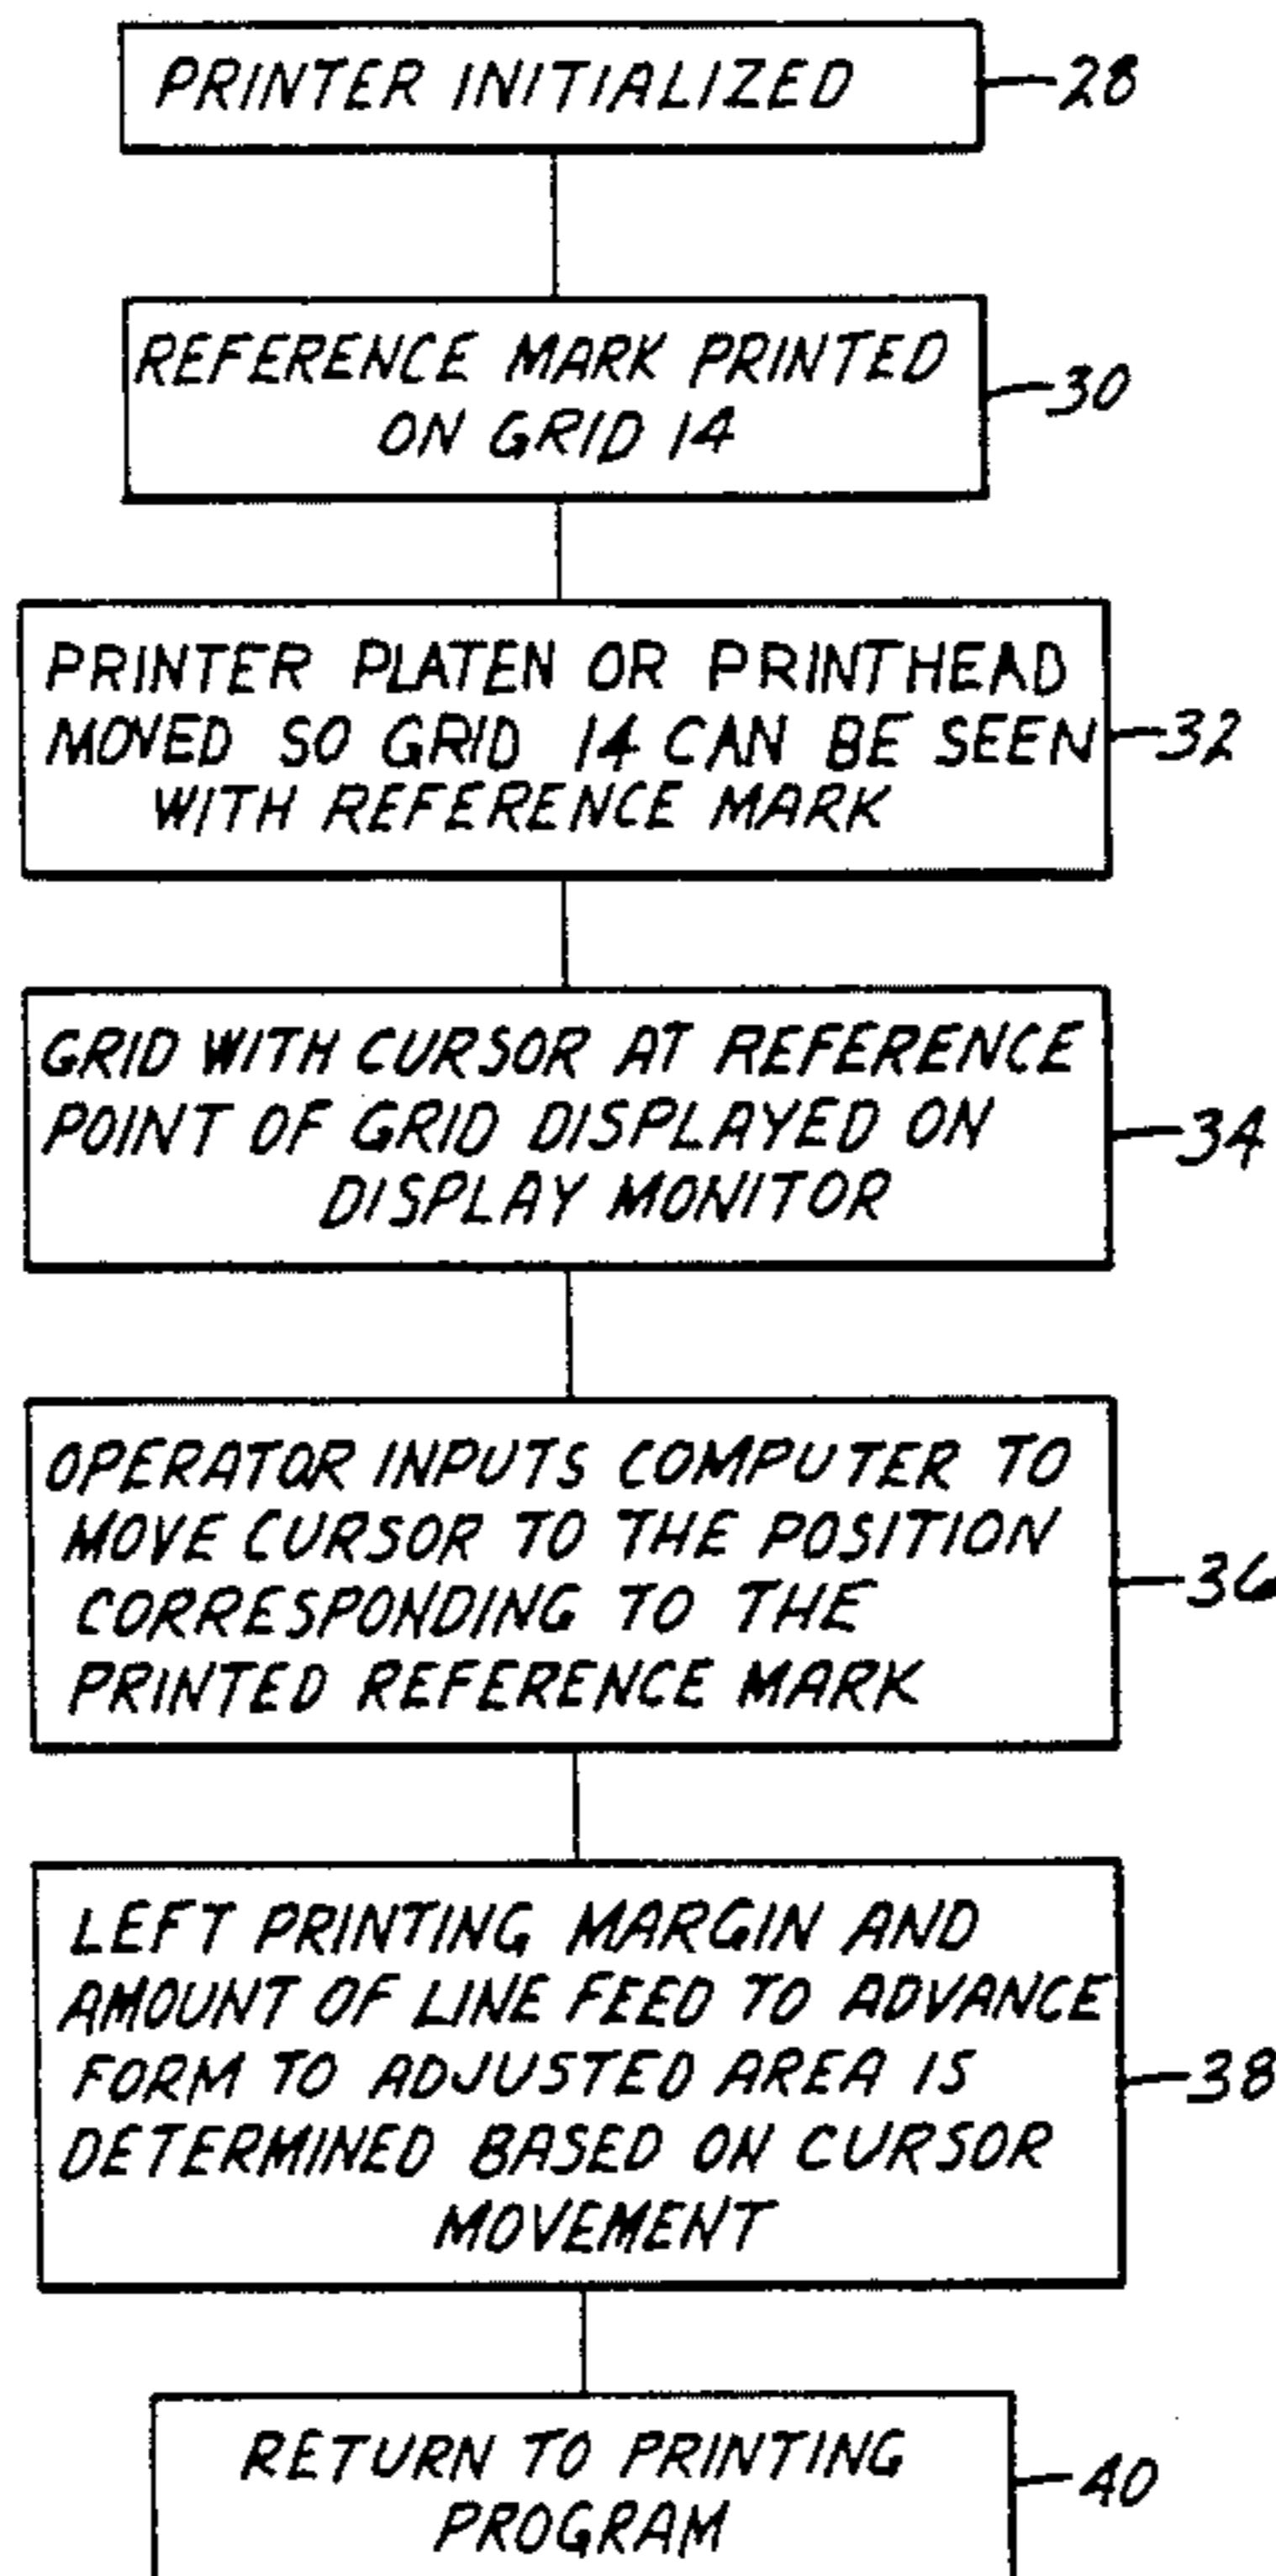 PRINTER INITIALIZED
28
REFERENCE MARK PRINTED
ON GRID 14
30
PRINTER PLATEN OR PRINTHEAD
MOVED SO GRID 14 CAN BE SEEN
WITH REFERENCE MARK
32
GRID WITH CURSOR AT REFERENCE
POINT OF GRID DISPLAYED ON
DISPLAY MONITOR
34
OPERATOR INPUTS COMPUTER TO
MOVE CURSOR TO THE POSITION
CORRESPONDING TO THE
PRINTED REFERENCE MARK
36
LEFT PRINTING MARGIN AND
AMOUNT OF LINE FEED TO ADVANCE
FORM TO ADJUSTED AREA IS
DETERMINED BASED ON CURSOR
MOVEMENT
38
RETURN TO PRINTING
PROGRAM
40